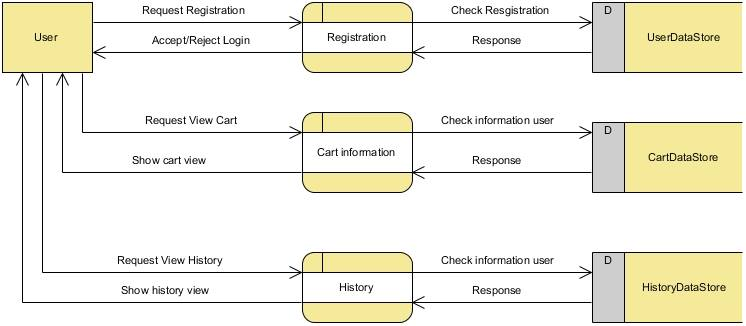 Request Registration
Check Resgistration
D
User
Registration
UserDataStore
Accept/Reject Login
Response
Request View Cart
Check information user
D
Cart information
CartDataStore
Show cart view
Response
Request View History
Check information user
D
History
HistoryDataStore
Show history view
Response